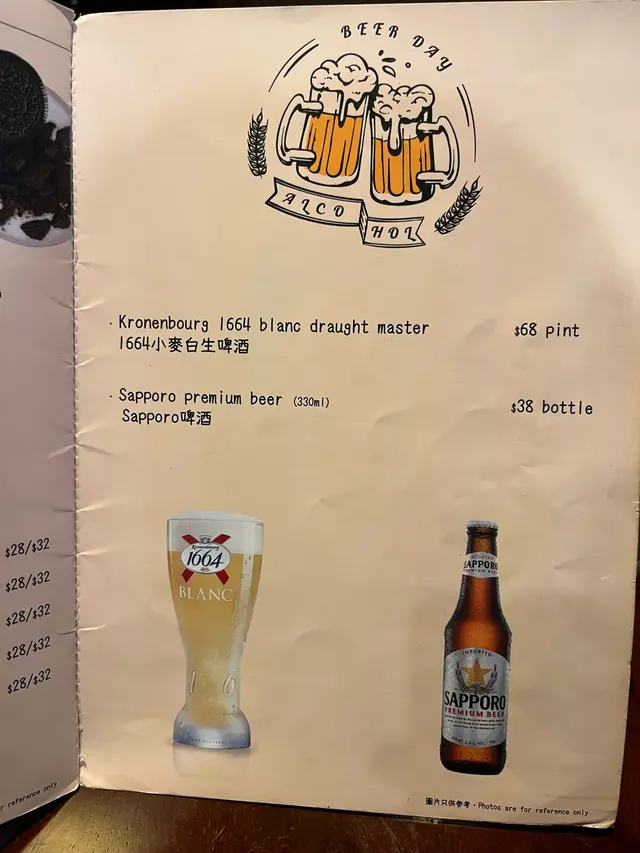 BEER DAY
ALCOHOL
· Kronenbourg 1664 blanc draught master $68 pint
1664小麥白生啤酒
· Sapporo premium beer (330ml) $38 bottle
Sapporo啤酒
$28/$32
$28/$32
$28/$32
$28/$32
$28/$32
Kronenbourg
1664
BLANC
SAPPORO
PREMIUM BEER
IMPORTED
SAPPORO
PREMIUM BEER
r reference only
圖片只供參考・Photos are for reference only